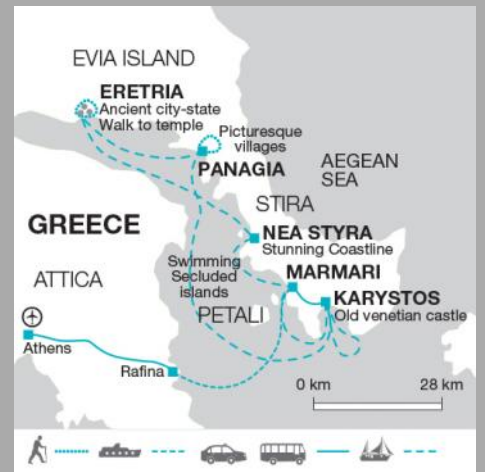 EVIA ISLAND
ERETRIA
Ancient city-state
Walk to temple
Picturesque
villages
PANAGIA
AEGEAN
SEA
STIRA
GREECE
NEA STYRA
Stunning Coastline
Swimming
Secluded
islands
MARMARI
ATTICA
PETALI
KARYSTOS
Old venetian castle
Athens
Rafina
0 km
28 km